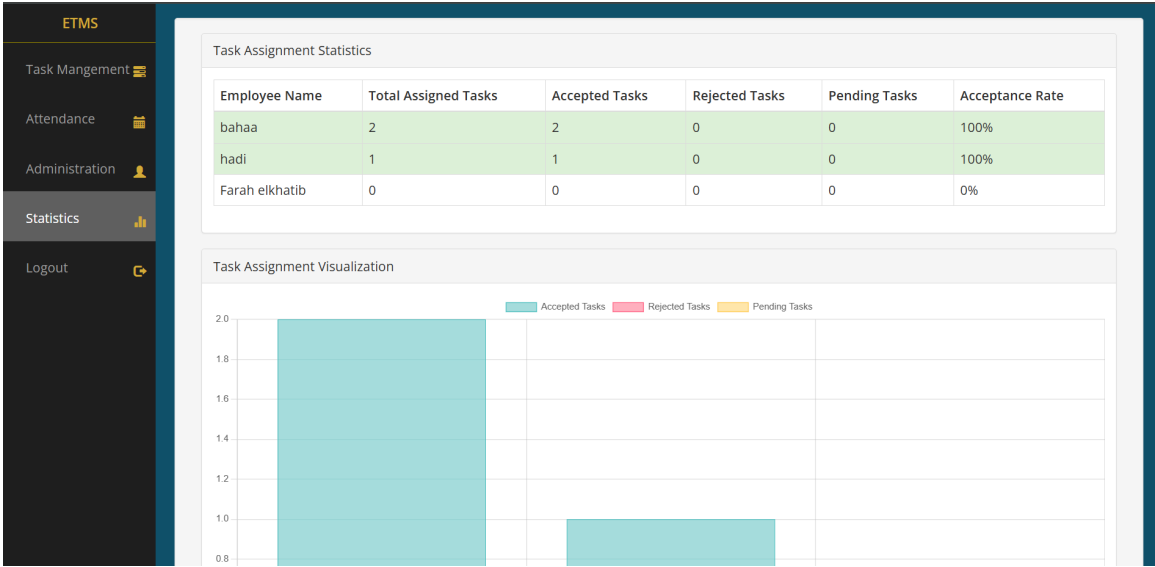 ETMS
Task Mangement
Attendance
Administration
Statistics
Logout
Task Assignment Statistics
Employee Name Total Assigned Tasks Accepted Tasks Rejected Tasks Pending Tasks Acceptance Rate
bahaa 2 2 0 0 100%
hadi 1 1 0 0 100%
Farah elkhatib 0 0 0 0 0%
Task Assignment Visualization
Accepted Tasks Rejected Tasks Pending Tasks
2.0
1.8
1.6
1.4
1.2
1.0
0.8